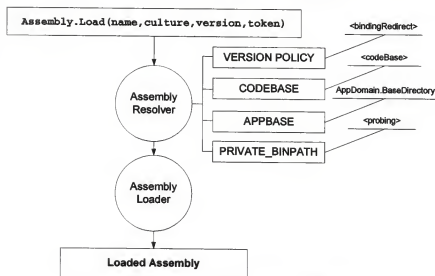 Assembly.Load(name,culture,version,token)
<bindingRedirect>
VERSION POLICY
<codeBase>
Assembly
Resolver
CODEBASE
AppDomain.BaseDirectory
APPBASE
<probing>
PRIVATE_BINPATH
Assembly
Loader
Loaded Assembly